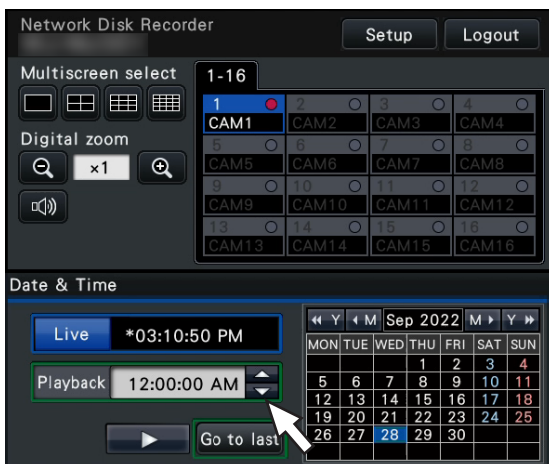 Network Disk Recorder
Setup
Logout
Multiscreen select
1-16
1 2 3 4
CAM1 CAM2 CAM3 CAM4
Digital zoom
5 6 7 8
CAM5 CAM6 CAM7 CAM8
×1
9 10 11 12
CAM9 CAM10 CAM11 CAM12
13 14 15 16
CAM13 CAM14 CAM15 CAM16
Date & Time
Live *03:10:50 PM
Playback 12:00:00 AM
Go to last
Y M Sep 2022 M Y
MON TUE WED THU FRI SAT SUN
1 2 3 4
5 6 7 8 9 10 11
12 13 14 15 16 17 18
19 20 21 22 23 24 25
26 27 28 29 30